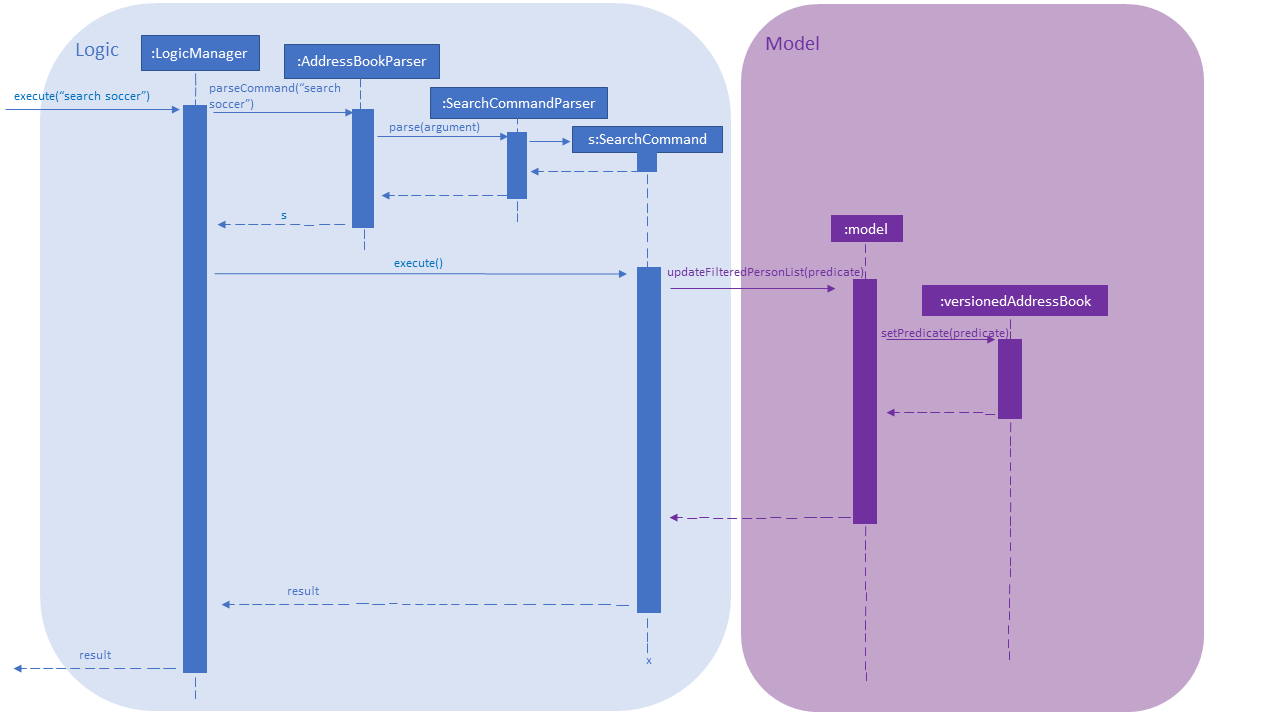 Logic
Model
:LogicManager
:AddressBookParser
:SearchCommandParser
s:SearchCommand
execute(“search soccer”)
parseCommand(“search
soccer”)
parse(argument)
s
:model
execute()
updateFilteredPersonList(predicate)
:versionedAddressBook
setPredicate(predicate)
result
result
x